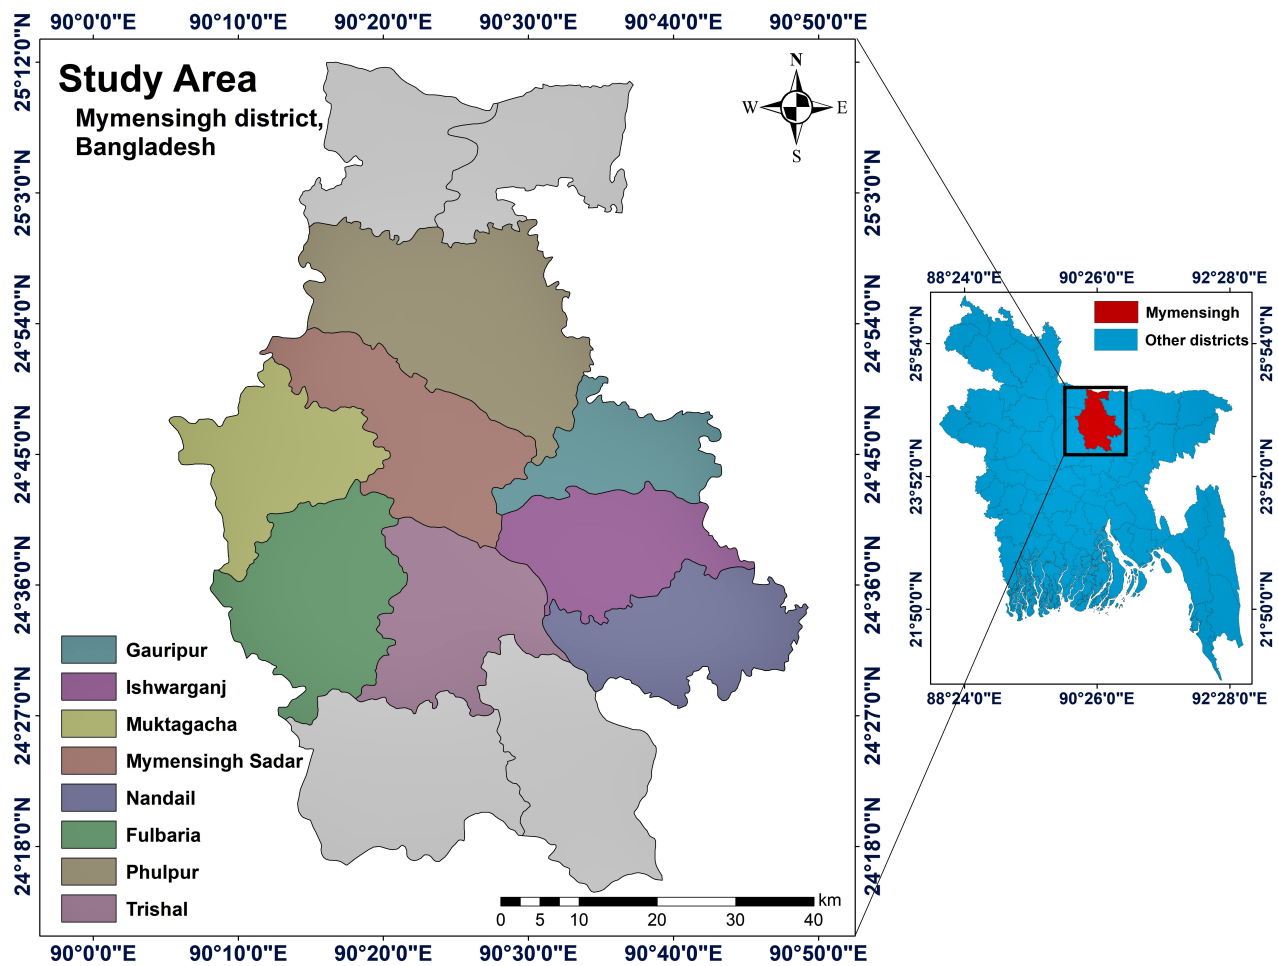 90°0'0"E 90°10'0"E 90°20'0"E 90°30'0"E 90°40'0"E 90°50'0"E
25°12'0"N
25°3'0"N
24°54'0"N
24°45'0"N
24°36'0"N
24°27'0"N
24°18'0"N
Study Area
Mymensingh district,
Bangladesh
N
W E
S
Gauripur
Ishwarganj
Muktagacha
Mymensingh Sadar
Nandail
Fulbaria
Phulpur
Trishal
km
0 5 10 20 30 40
25°12'0"N
25°3'0"N
24°54'0"N
24°45'0"N
24°36'0"N
24°27'0"N
24°18'0"N
90°0'0"E 90°10'0"E 90°20'0"E 90°30'0"E 90°40'0"E 90°50'0"E
88°24'0"E 90°26'0"E 92°28'0"E
25°54'0"N
23°52'0"N
21°50'0"N
Mymensingh
Other districts
25°54'0"N
23°52'0"N
21°50'0"N
88°24'0"E 90°26'0"E 92°28'0"E